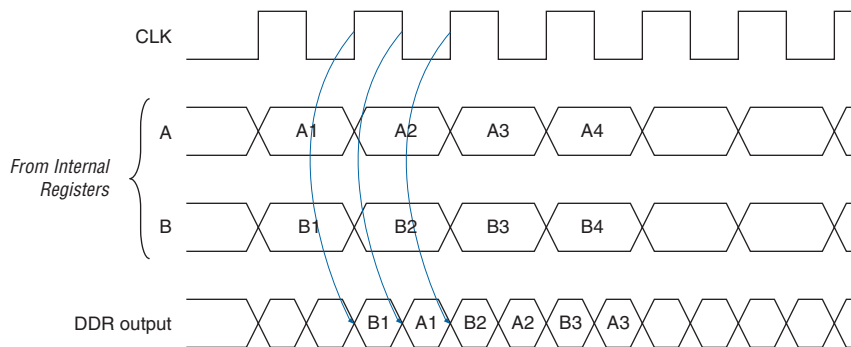 CLK
A
A1 A2 A3 A4
From Internal
Registers
B
B1 B2 B3 B4
DDR output
B1 A1 B2 A2 B3 A3